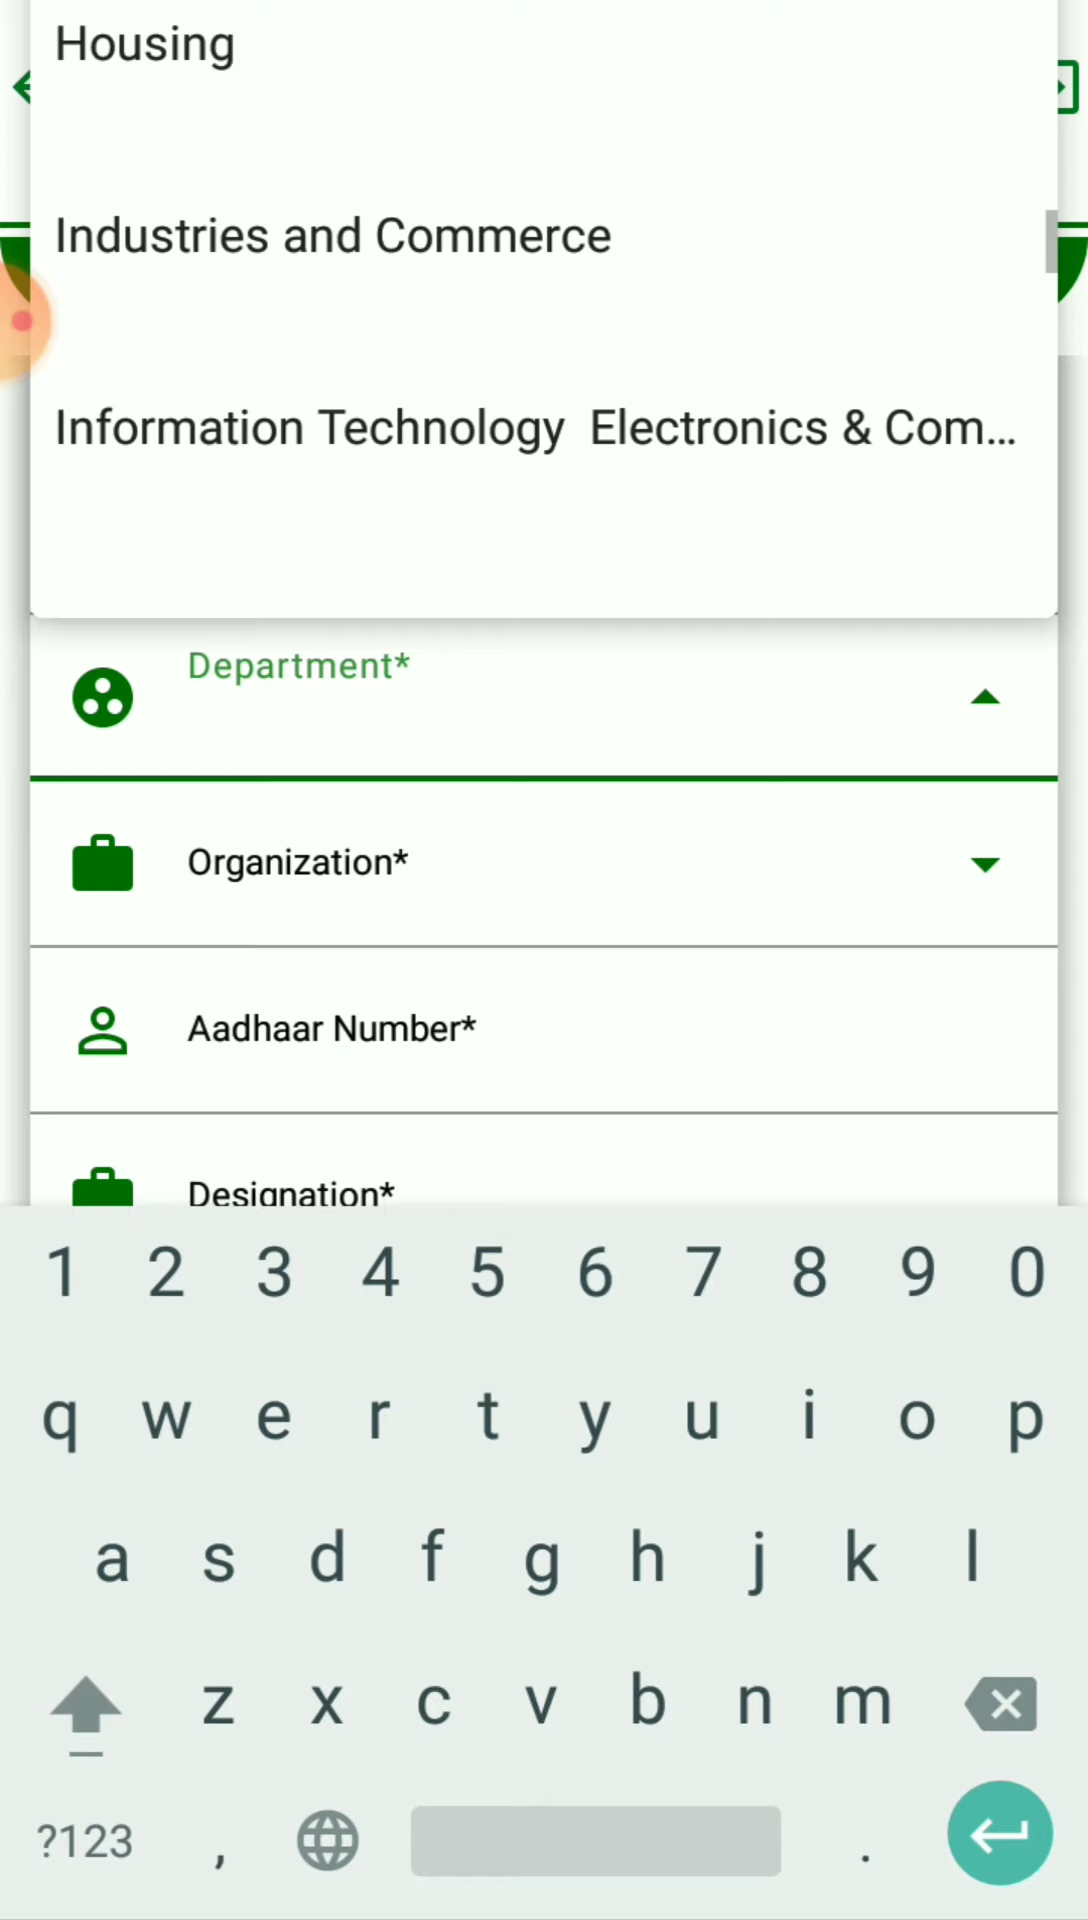 Housing
Industries and Commerce
Information Technology  Electronics & Com...
Department*
Organization*
Aadhaar Number*
Designation*
1 2 3 4 5 6 7 8 9 0
q w e r t y u i o p
a s d f g h j k l
z x c v b n m
?123 , .